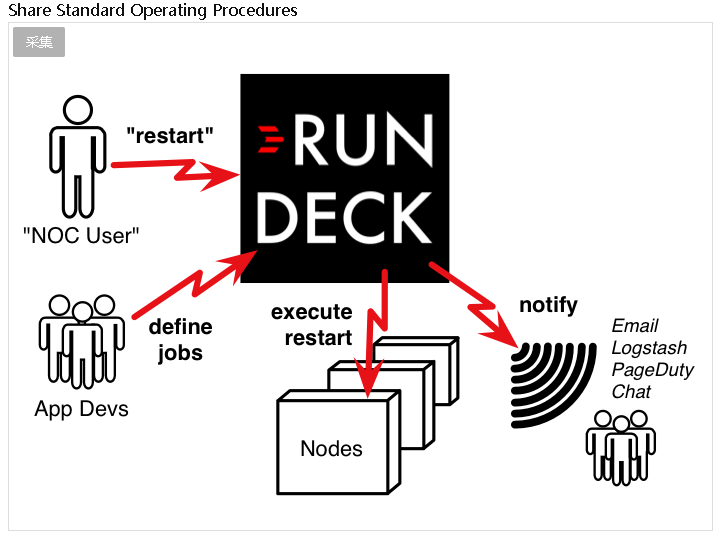 Share Standard Operating Procedures
采集
"restart"
RUN
DECK
"NOC User"
define
jobs
App Devs
execute
restart
Nodes
notify
Email
Logstash
PageDuty
Chat